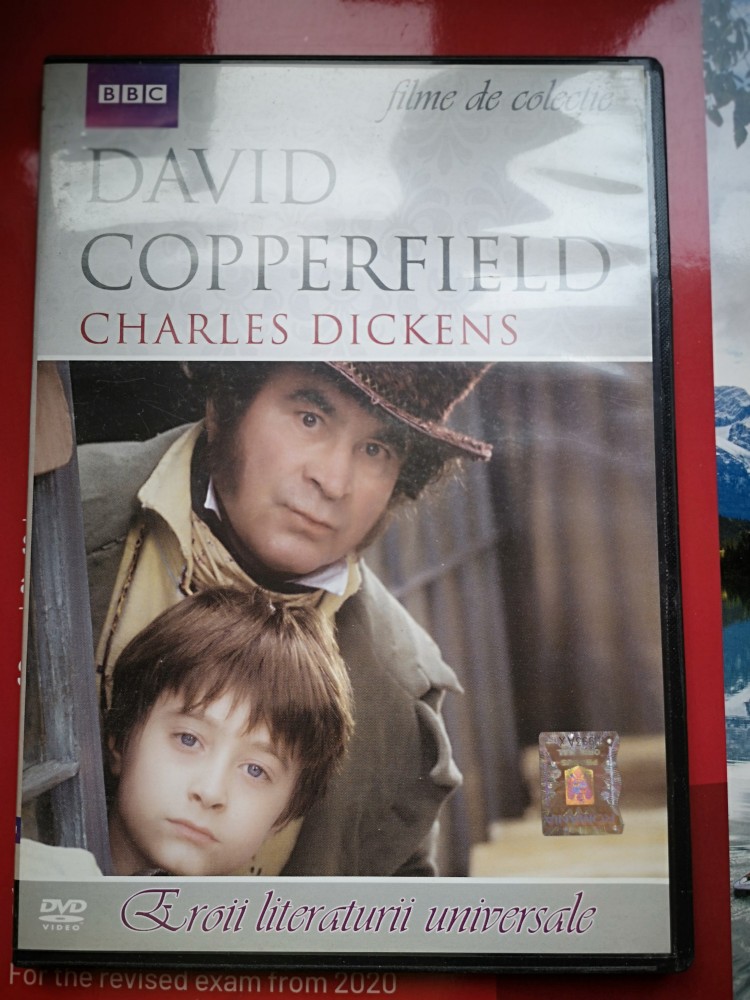 BBC
filme de colecție
DAVID
COPPERFIELD
CHARLES DICKENS
DVD
VIDEO
Eroii literaturii universale
For the revised exam from 2020